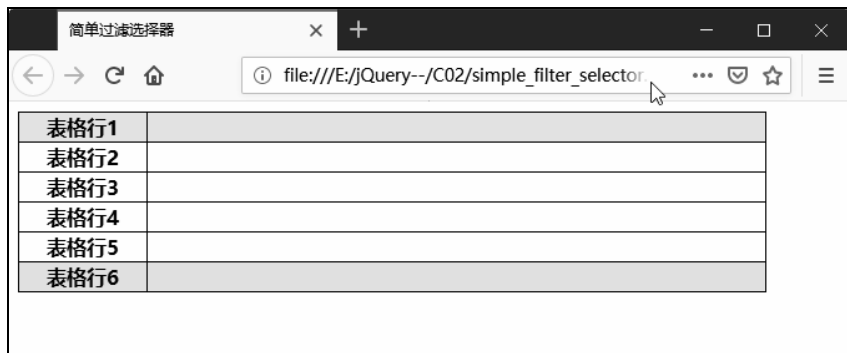 简单过滤选择器
file:///E:/jQuery--/C02/simple_filter_selector.
表格行1
表格行2
表格行3
表格行4
表格行5
表格行6